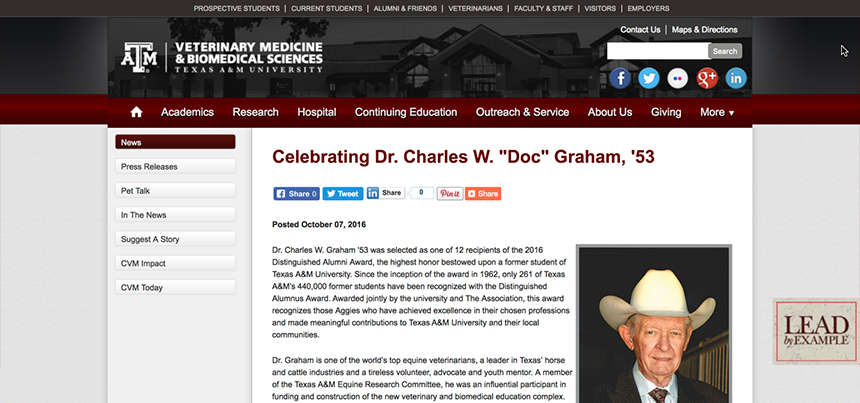 PROSPECTIVE STUDENTS | CURRENT STUDENTS | ALUMNI & FRIENDS | VETERINARIANS | FACULTY & STAFF | VISITORS | EMPLOYERS
Contact Us | Maps & Directions
ATM
VETERINARY MEDICINE
& BIOMEDICAL SCIENCES
TEXAS A&M UNIVERSITY
Search
f g+ in
Academics Research Hospital Continuing Education Outreach & Service About Us Giving More
News
Press Releases
Pet Talk
In The News
Suggest A Story
CVM Impact
CVM Today
Celebrating Dr. Charles W. "Doc" Graham, '53
f Share 0 Tweet in Share 0 Pin it Share
Posted October 07, 2016
Dr. Charles W. Graham '53 was selected as one of 12 recipients of the 2016
Distinguished Alumni Award, the highest honor bestowed upon a former student of
Texas A&M University. Since the inception of the award in 1962, only 261 of Texas
A&M's 440,000 former students have been recognized with the Distinguished
Alumnus Award. Awarded jointly by the university and The Association, this award
recognizes those Aggies who have achieved excellence in their chosen professions
and made meaningful contributions to Texas A&M University and their local
communities.
Dr. Graham is one of the world's top equine veterinarians, a leader in Texas' horse
and cattle industries and a tireless volunteer, advocate and youth mentor. A member
of the Texas A&M Equine Research Committee, he was an influential participant in
funding and construction of the new veterinary and biomedical education complex.
LEAD
by EXAMPLE